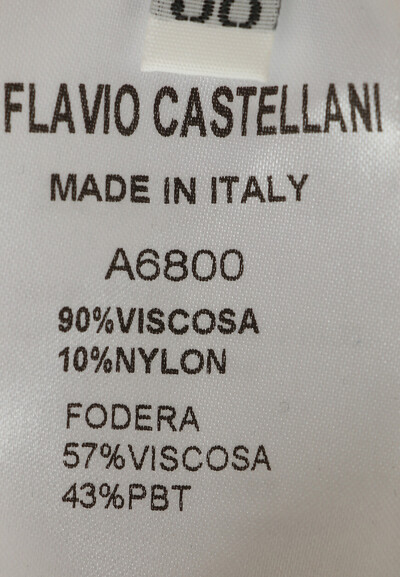 FLAVIO CASTELLANI
MADE IN ITALY
A6800
90%VISCOSA
10%NYLON
FODERA
57%VISCOSA
43%PBT